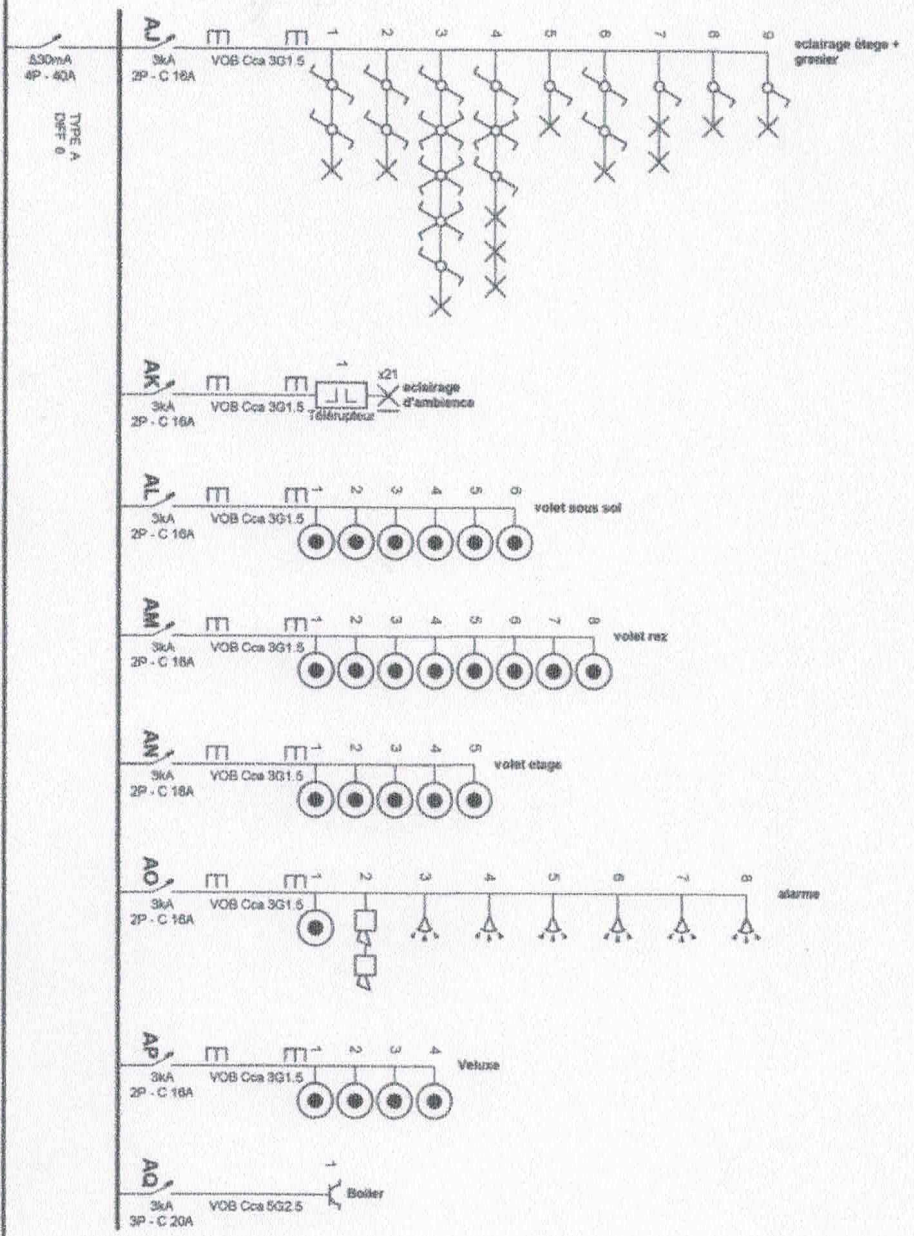 Δ30mA
4P - 40A
TYPE A
DIFF 6
AJ
3kA
2P - C 16A
VOB Cca 3G1.5
1 2 3 4 5 6 7 8 9
eclairage étage +
grenier
AK
3kA
2P - C 16A
VOB Cca 3G1.5
1
Télérupteur
x21
eclairage
d'ambience
AL
3kA
2P - C 16A
VOB Cca 3G1.5
1 2 3 4 5 6
volet sous sol
AM
3kA
2P - C 16A
VOB Cca 3G1.5
1 2 3 4 5 6 7 8
volet rez
AN
3kA
2P - C 16A
VOB Cca 3G1.5
1 2 3 4 5
volet etage
AO
3kA
2P - C 16A
VOB Cca 3G1.5
1 2 3 4 5 6 7 8
alarme
AP
3kA
2P - C 16A
VOB Cca 3G1.5
1 2 3 4
Veluxe
AQ
3kA
3P - C 20A
VOB Cca 5G2.5
1
Boiler